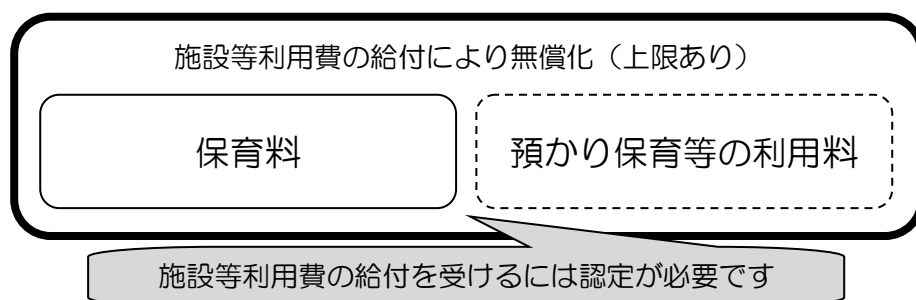 施設等利用費の給付により無償化（上限あり）
保育料
預かり保育等の利用料
施設等利用費の給付を受けるには認定が必要です